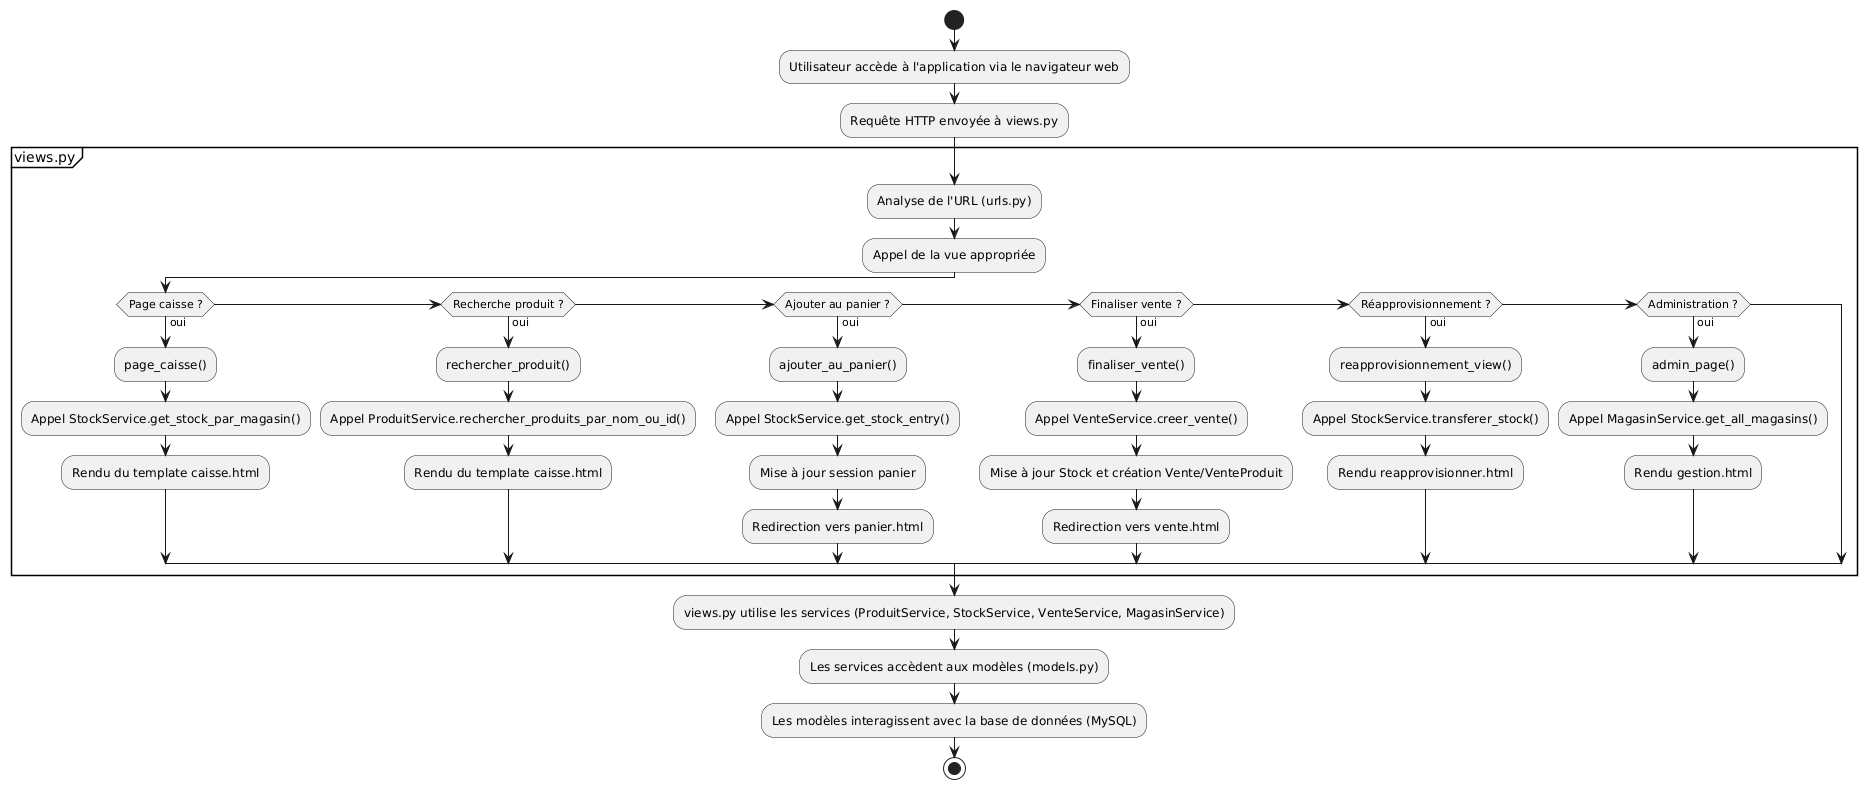 Utilisateur accède à l'application via le navigateur web
Requête HTTP envoyée à views.py
views.py
Analyse de l'URL (urls.py)
Appel de la vue appropriée
Page caisse ?
oui
page_caisse()
Appel StockService.get_stock_par_magasin()
Rendu du template caisse.html
Recherche produit ?
oui
rechercher_produit()
Appel ProduitService.rechercher_produits_par_nom_ou_id()
Rendu du template caisse.html
Ajouter au panier ?
oui
ajouter_au_panier()
Appel StockService.get_stock_entry()
Mise à jour session panier
Redirection vers panier.html
Finaliser vente ?
oui
finaliser_vente()
Appel VenteService.creer_vente()
Mise à jour Stock et création Vente/VenteProduit
Redirection vers vente.html
Réapprovisionnement ?
oui
reapprovisionnement_view()
Appel StockService.transferer_stock()
Rendu reapprovisionner.html
Administration ?
oui
admin_page()
Appel MagasinService.get_all_magasins()
Rendu gestion.html
views.py utilise les services (ProduitService, StockService, VenteService, MagasinService)
Les services accèdent aux modèles (models.py)
Les modèles interagissent avec la base de données (MySQL)